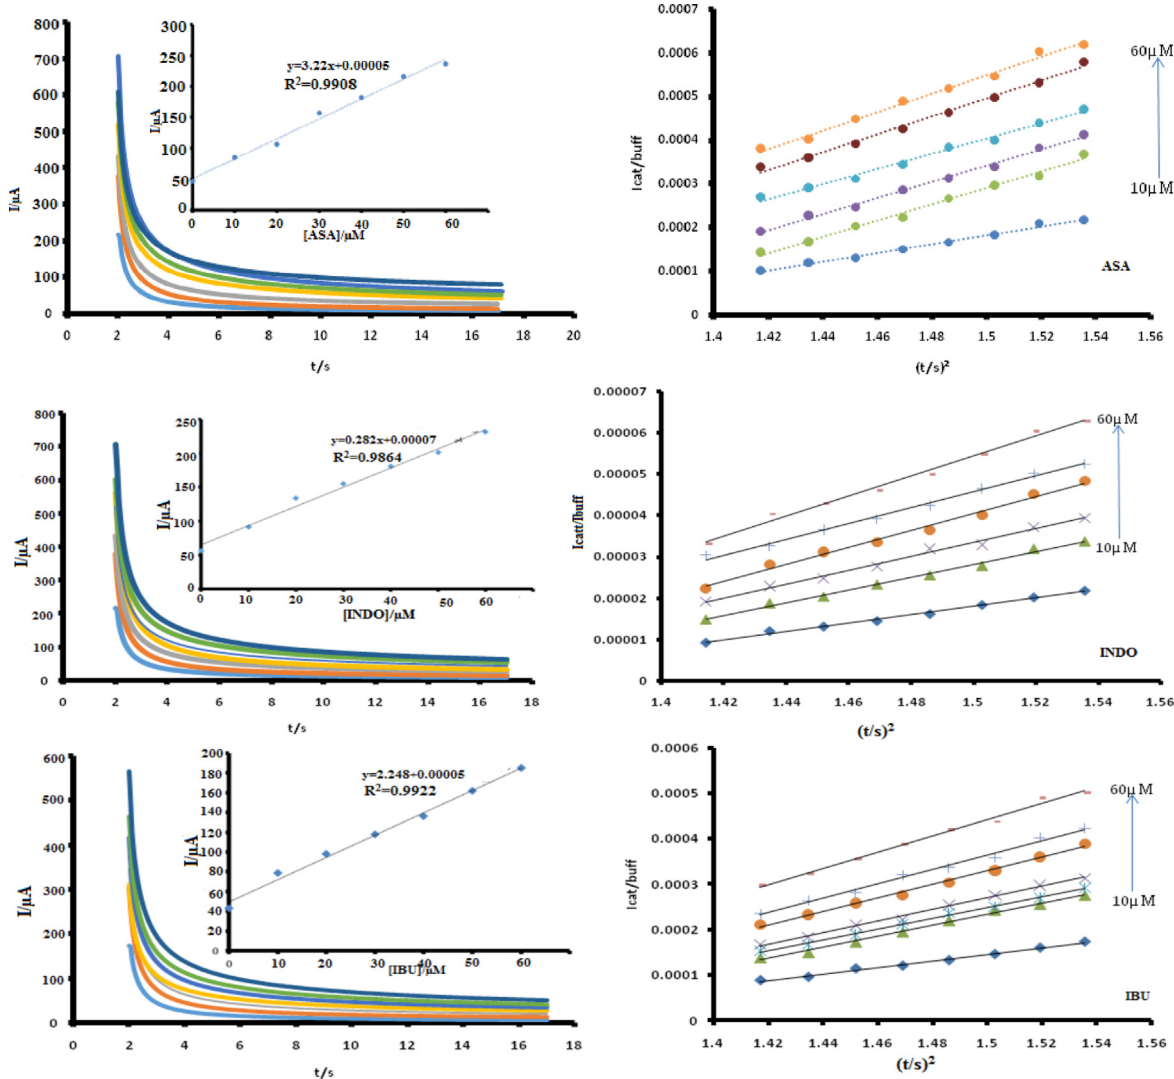 800
700
600
500
400
300
200
100
0
I/µA
0 2 4 6 8 10 12 14 16 18 20
t/s
300
250
200
150
100
50
0
I/µA
y=3.22x+0.00005
R²=0.9908
0 10 20 30 40 50 60
[ASA]/µM
0.0007
0.0006
0.0005
0.0004
0.0003
0.0002
0.0001
0
Icat/buff
60µ M
10µ M
ASA
1.4 1.42 1.44 1.46 1.48 1.5 1.52 1.54 1.56
(t/s)²
800
700
600
500
400
300
200
100
0
I/µA
0 2 4 6 8 10 12 14 16 18
t/s
250
200
150
100
50
0
I/µA
y=0.282x+0.00007
R²=0.9864
0 10 20 30 40 50 60
[INDO]/µM
0.00007
0.00006
0.00005
0.00004
0.00003
0.00002
0.00001
0
Icatt/Ibuff
60µ M
10µ M
INDO
1.4 1.42 1.44 1.46 1.48 1.5 1.52 1.54 1.56
(t/s)²
600
500
400
300
200
100
0
I/µA
0 2 4 6 8 10 12 14 16 18
t/s
200
180
160
140
120
100
80
60
40
20
0
I/µA
y=2.248+0.00005
R²=0.9922
0 10 20 30 40 50 60
[IBU]/µM
0.0006
0.0005
0.0004
0.0003
0.0002
0.0001
0
Icat/buff
60µ M
10µ M
IBU
1.4 1.42 1.44 1.46 1.48 1.5 1.52 1.54 1.56
(t/s)²